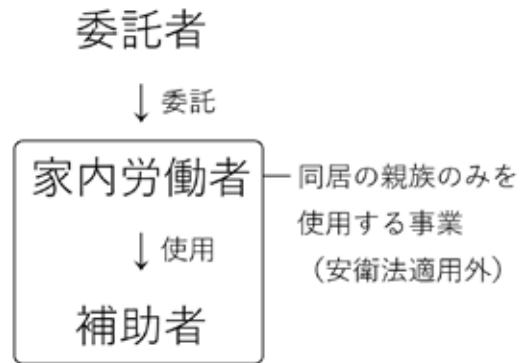 委託者
↓ 委託
家内労働者
同居の親族のみを
使用する事業
（安衛法適用外）
↓ 使用
補助者